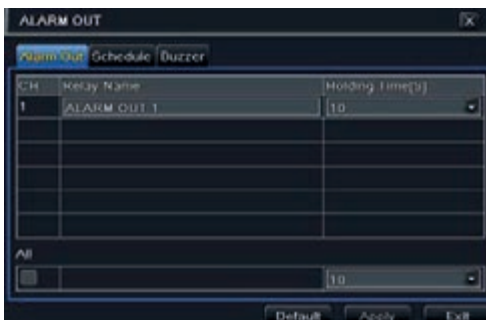 ALARM OUT
Alarm Out Schedule Buzzer
CH Relay Name Holding Time(S)
1 ALARM OUT 1 10
All
10
Default Apply Exit